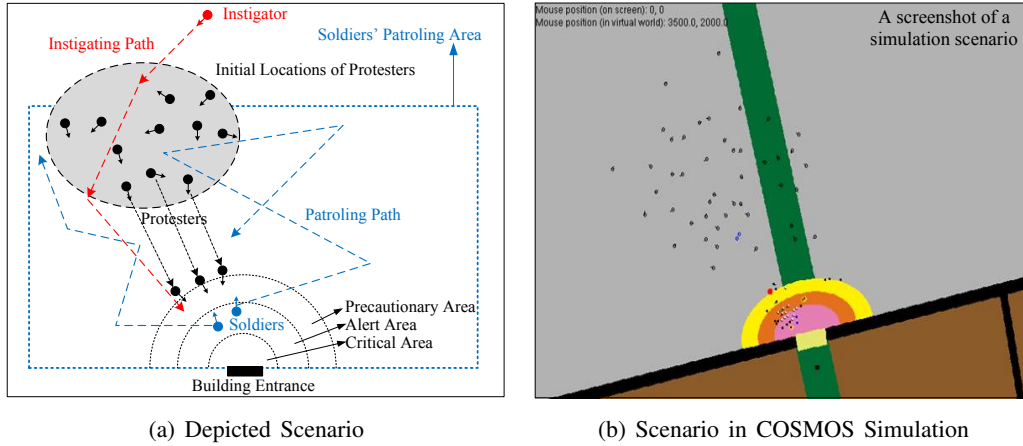 Instigator
Instigating Path
Soldiers' Patroling Area
Initial Locations of Protesters
Protesters
Patroling Path
Soldiers
Precautionary Area
Alert Area
Critical Area
Building Entrance
(a) Depicted Scenario
Mouse position (on screen): 0, 0
Mouse position (in virtual world): 3500.0, 2000.0
A screenshot of a
simulation scenario
(b) Scenario in COSMOS Simulation